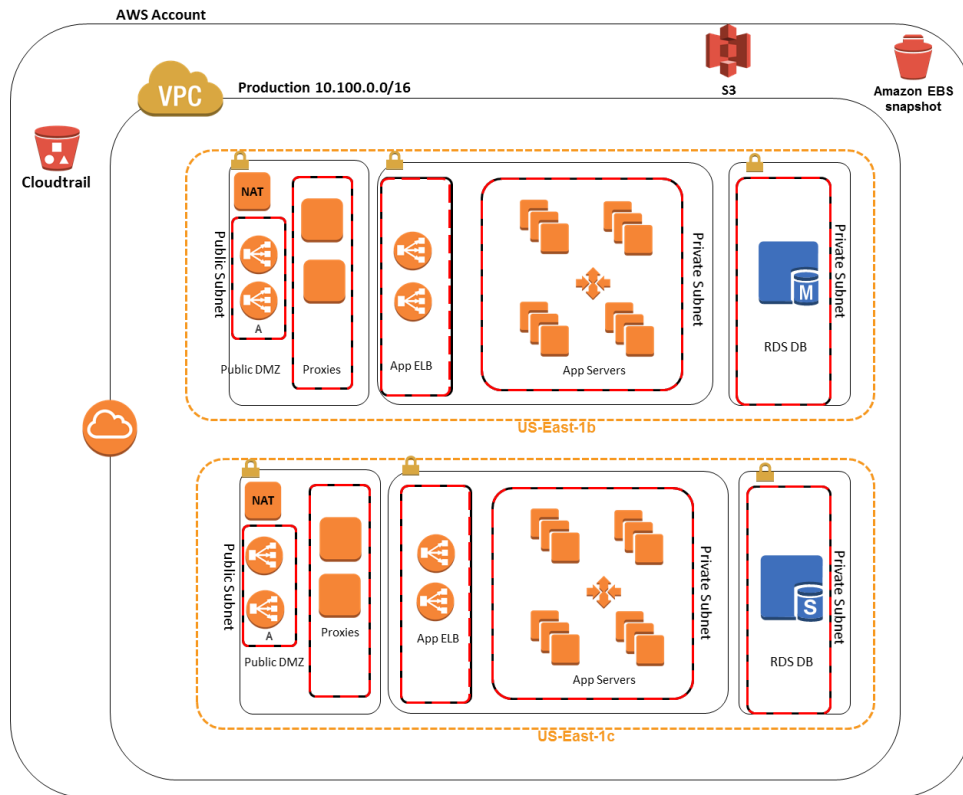 AWS Account
VPC
Production 10.100.0.0/16
S3
Amazon EBS
snapshot
Cloudtrail
NAT
Public Subnet
A
Public DMZ
Proxies
App ELB
App Servers
Private Subnet
M
RDS DB
Private Subnet
US-East-1b
NAT
Public Subnet
A
Public DMZ
Proxies
App ELB
App Servers
Private Subnet
S
RDS DB
Private Subnet
US-East-1c